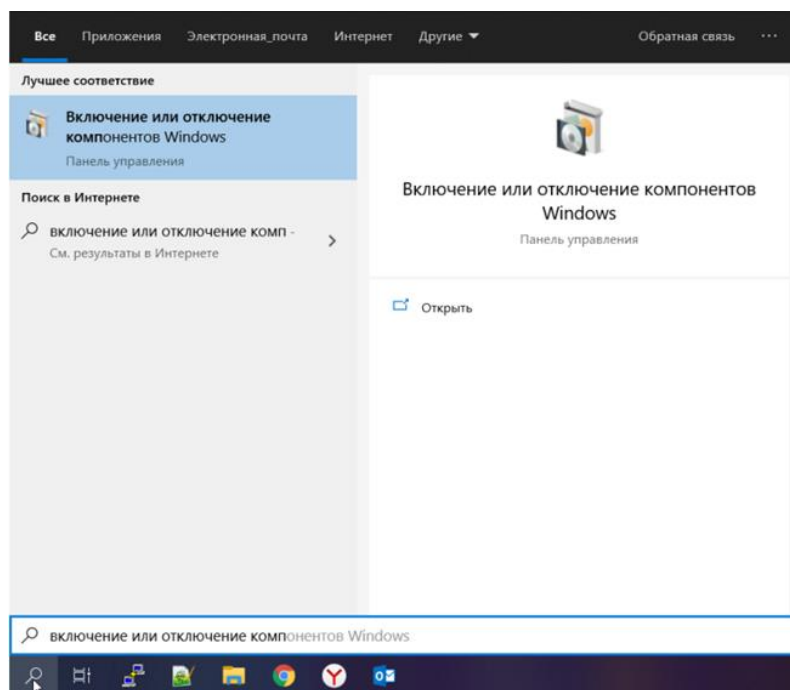 Все Приложения Электронная_почта Интернет Другие Обратная связь ...
Лучшее соответствие
Включение или отключение
компонентов Windows
Панель управления
Поиск в Интернете
включение или отключение комп -
См. результаты в Интернете
Включение или отключение компонентов
Windows
Панель управления
Открыть
включение или отключение компонентов Windows